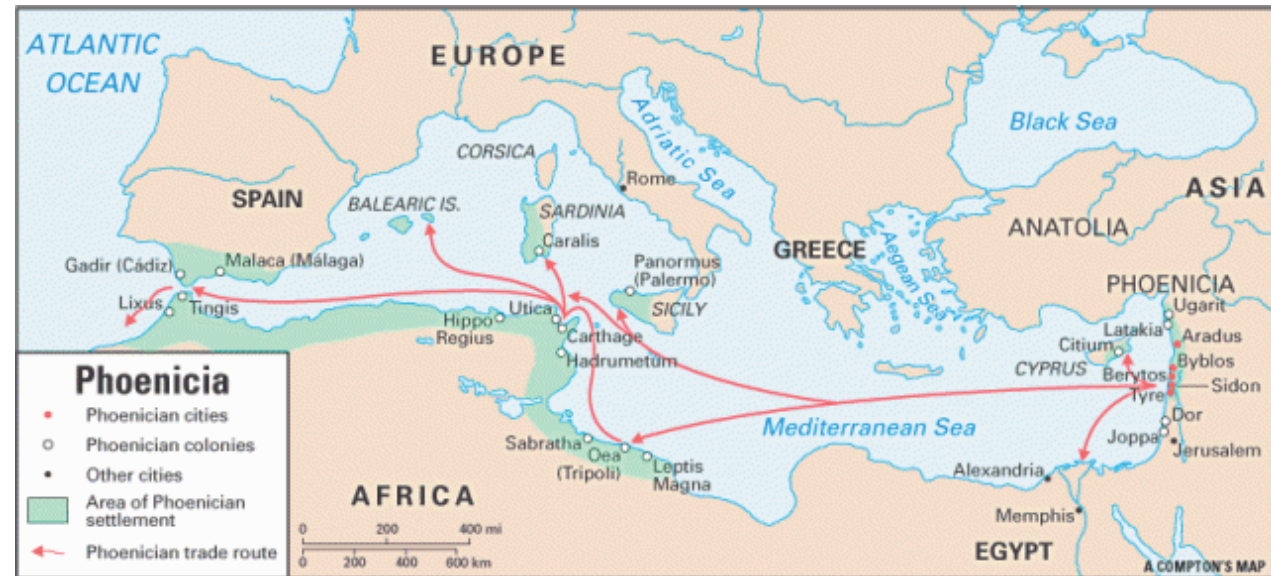 ATLANTIC
OCEAN
EUROPE
Black Sea
Adriatic Sea
CORSICA
Rome
ASIA
SPAIN
BALEARIC IS.
SARDINIA
ANATOLIA
GREECE
Aegean Sea
Caralis
Panormus
(Palermo)
Gadir (Cádiz)
Malaca (Málaga)
PHOENICIA
Ugarit
Lixus
Tingis
SICILY
Hippo
Regius
Utica
Latakia
Aradus
Carthage
Citium
Byblos
Hadrumetum
CYPRUS
Berytos
Sidon
Tyre
Phoenicia
Phoenician cities
Phoenician colonies
Other cities
Area of Phoenician
settlement
Phoenician trade route
Mediterranean Sea
Dor
Joppa
Jerusalem
Sabratha
Oea
(Tripoli)
Leptis
Magna
Alexandria
AFRICA
Memphis
EGYPT
0 200 400 mi
0 200 400 600 km
A COMPTON'S MAP